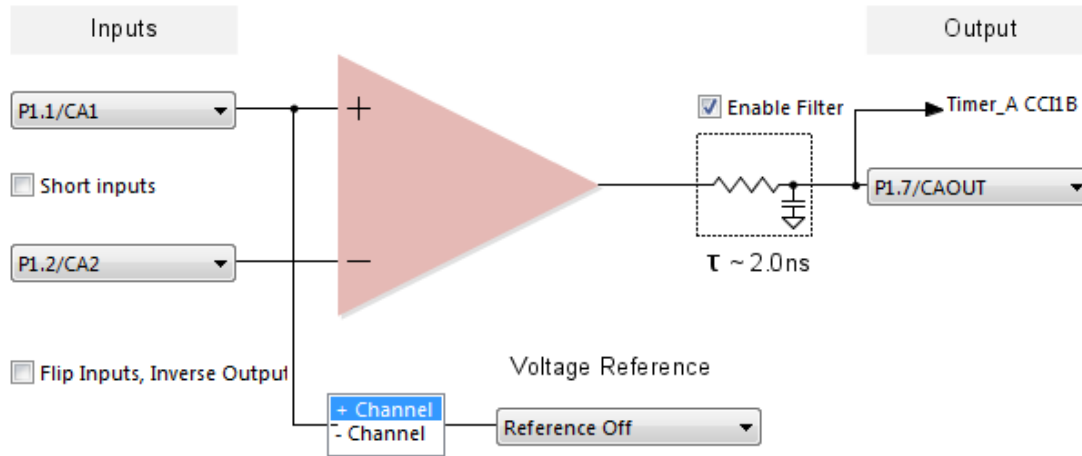 Inputs
Output
P1.1/CA1
+
Enable Filter
Timer_A CCI1B
Short inputs
P1.7/CAOUT
P1.2/CA2
−
τ ~ 2.0ns
Flip Inputs, Inverse Output
Voltage Reference
+ Channel
- Channel
Reference Off